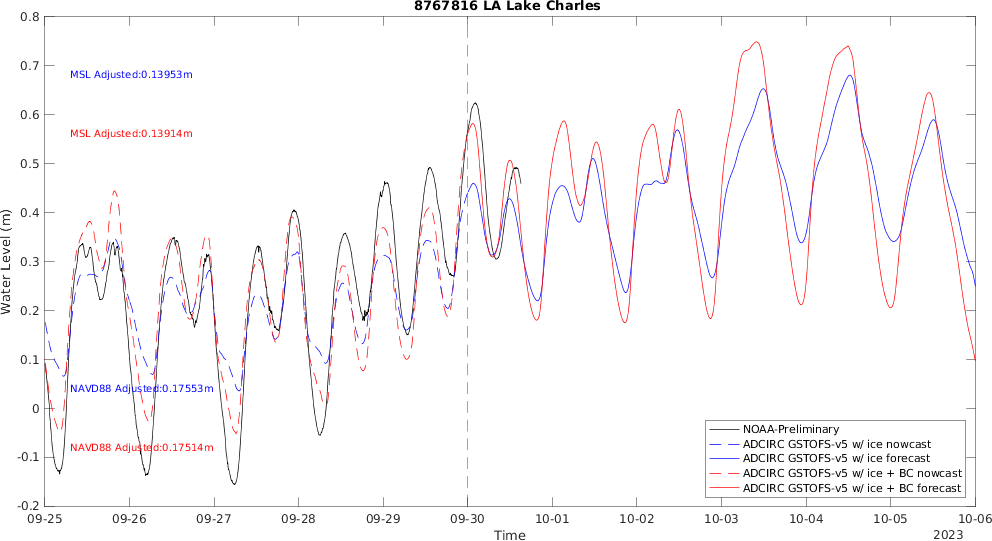 8767816 LA Lake Charles
0.8
0.7
0.6
0.5
0.4
0.3
0.2
0.1
0
-0.1
-0.2
Water Level (m)
MSL Adjusted:0.13953m
MSL Adjusted:0.13914m
NAVD88 Adjusted:0.17553m
NAVD88 Adjusted:0.17514m
NOAA-Preliminary
ADCIRC GSTOFS-v5 w/ ice nowcast
ADCIRC GSTOFS-v5 w/ ice forecast
ADCIRC GSTOFS-v5 w/ ice + BC nowcast
ADCIRC GSTOFS-v5 w/ ice + BC forecast
09-25 09-26 09-27 09-28 09-29 09-30 10-01 10-02 10-03 10-04 10-05 10-06
Time
2023